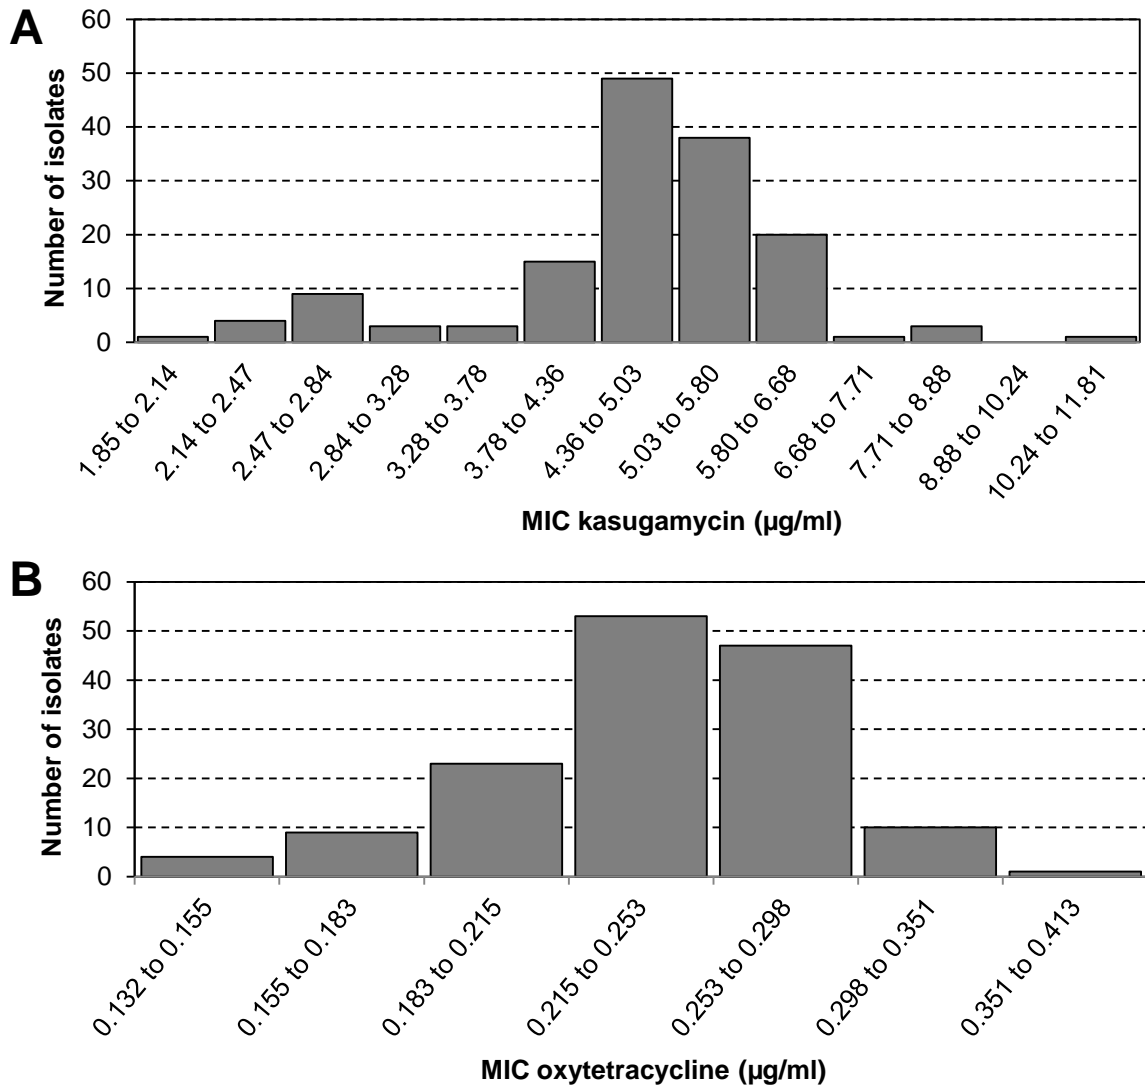 A
60
50
40
30
20
10
0
Number of isolates
1.85 to 2.14
2.14 to 2.47
2.47 to 2.84
2.84 to 3.28
3.28 to 3.78
3.78 to 4.36
4.36 to 5.03
5.03 to 5.80
5.80 to 6.68
6.68 to 7.71
7.71 to 8.88
8.88 to 10.24
10.24 to 11.81
MIC kasugamycin (µg/ml)
B
60
50
40
30
20
10
0
Number of isolates
0.132 to 0.155
0.155 to 0.183
0.183 to 0.215
0.215 to 0.253
0.253 to 0.298
0.298 to 0.351
0.351 to 0.413
MIC oxytetracycline (µg/ml)